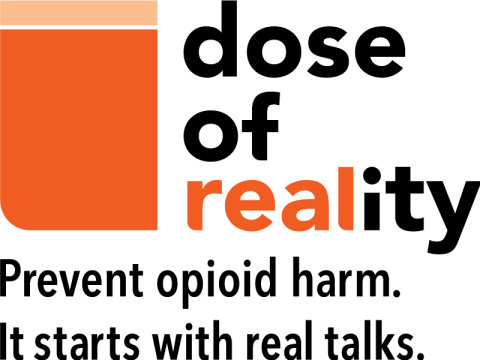 dose
of
reality
Prevent opioid harm.
It starts with real talks.